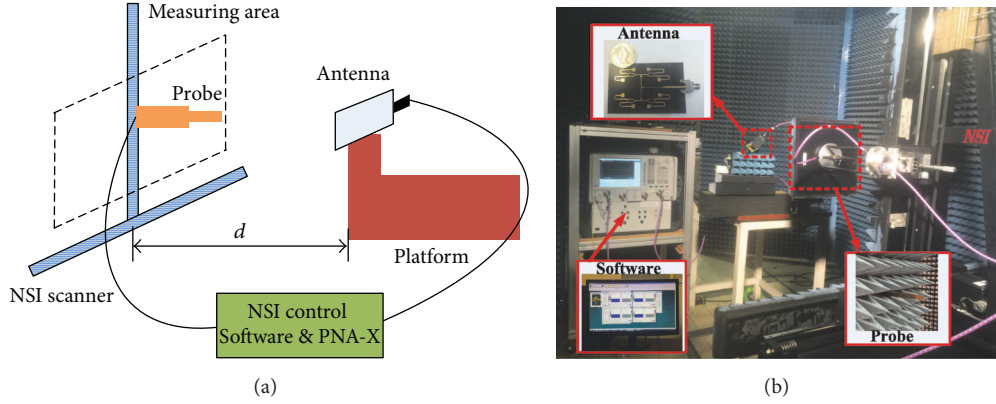 Measuring area
Probe
Antenna
d
Platform
NSI scanner
NSI control
Software & PNA-X
(a)
Antenna
NSI
Software
Probe
(b)